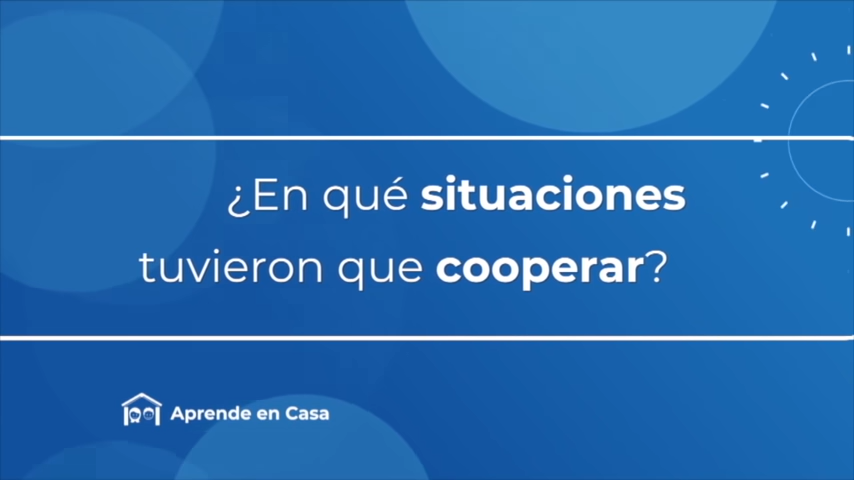 ¿En qué situaciones
tuvieron que cooperar?
Aprende en Casa